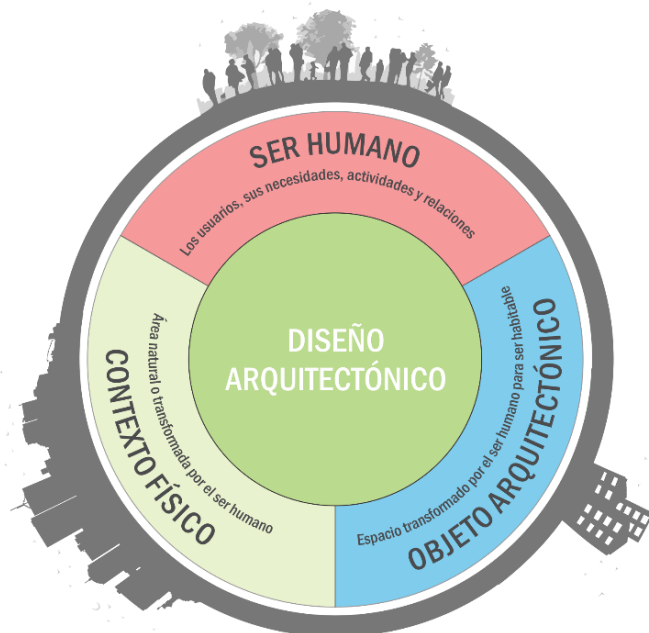 SER HUMANO
Los usuarios, sus necesidades, actividades y relaciones
DISEÑO
ARQUITECTÓNICO
CONTEXTO FÍSICO
Área natural o transformada por el ser humano
Espacio transformado por el ser humano para ser habitable
OBJETO ARQUITECTÓNICO